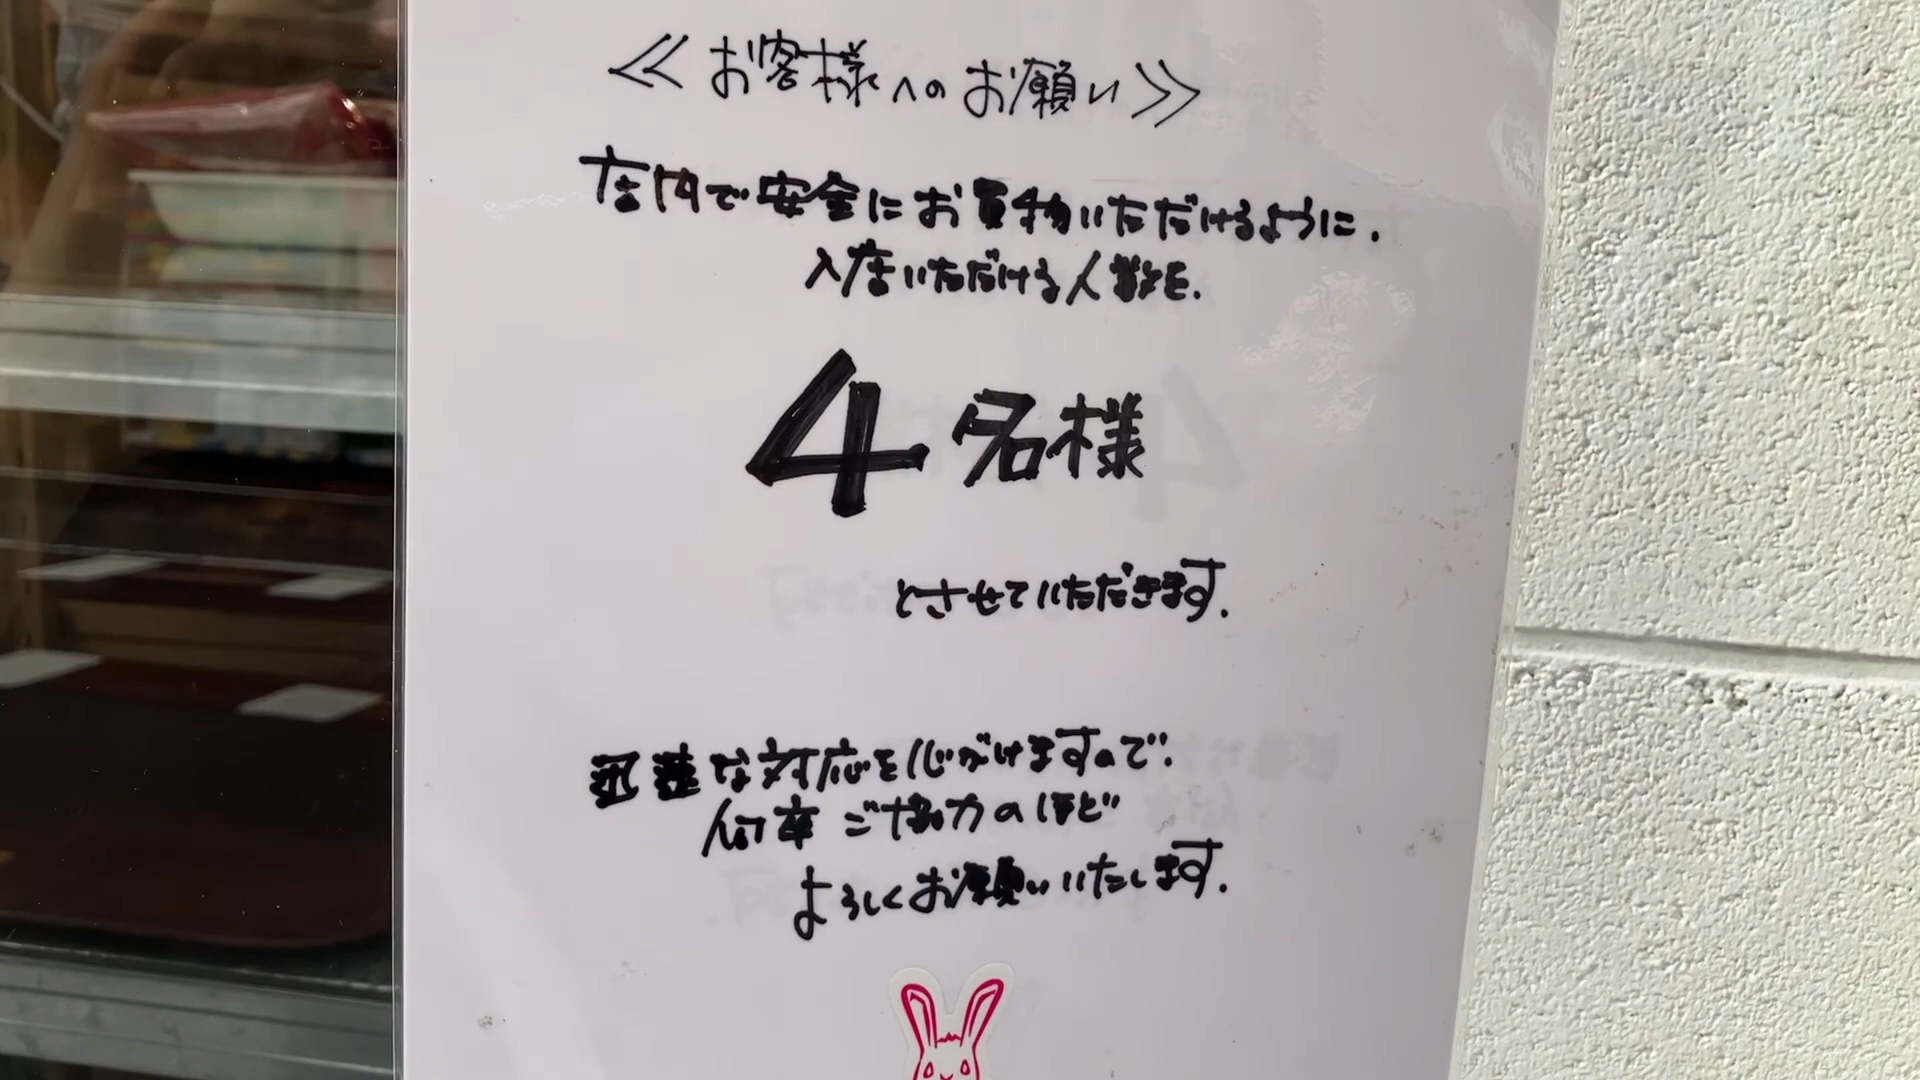 ≪お客様へのお願い≫
店内で安全にお買物いただけるように.
入店いただける人数を.
4名様
とさせていただきます.
迅速な対応を心がけますので.
何卒ご協力のほど
よろしくお願いいたします.